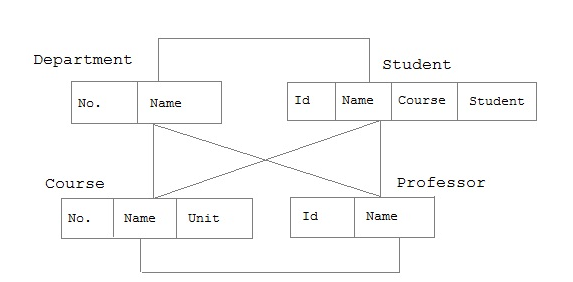 Department
Student
No. Name
Id Name Course Student
Course
Professor
No. Name Unit
Id Name